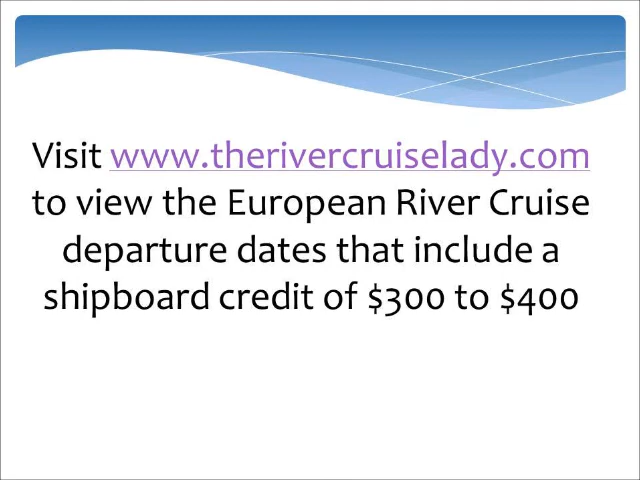 Visit www.therivercruiselady.com
to view the European River Cruise
departure dates that include a
shipboard credit of $300 to $400